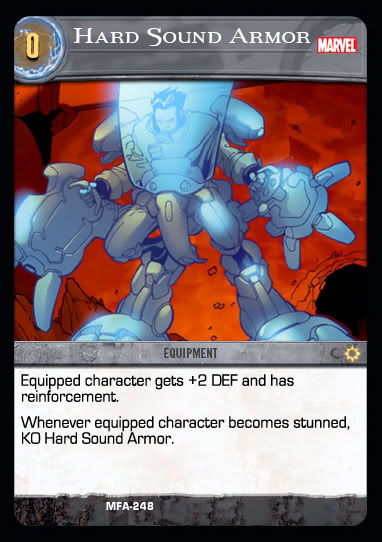 0
Hard Sound Armor
MARVEL
EQUIPMENT
C
Equipped character gets +2 DEF and has
reinforcement.
Whenever equipped character becomes stunned,
KO Hard Sound Armor.
MFA-248